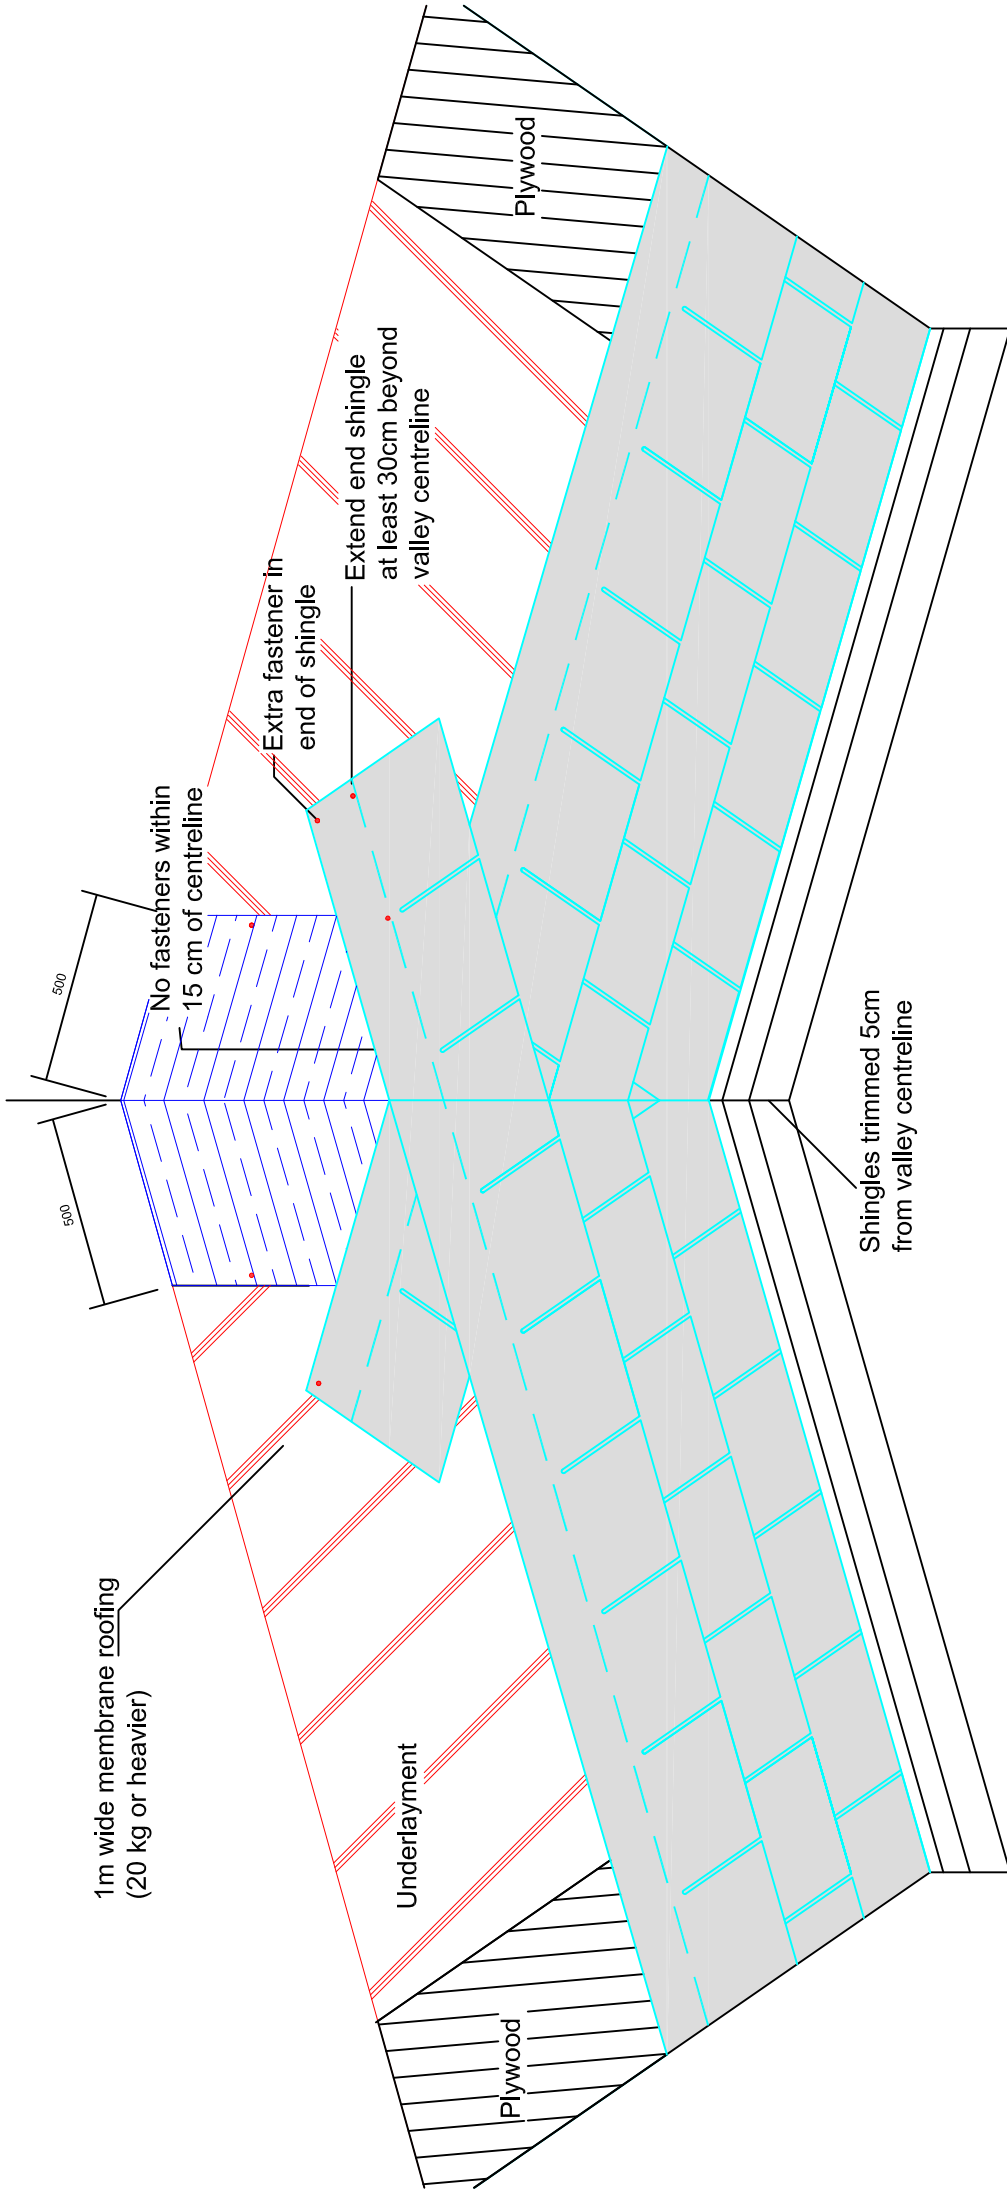 1m wide membrane roofing
(20 kg or heavier)
500
500
No fasteners within
15 cm of centreline
Extra fastener in
end of shingle
Extend end shingle
at least 30cm beyond
valley centreline
Underlayment
Plywood
Plywood
Shingles trimmed 5cm
from valley centreline